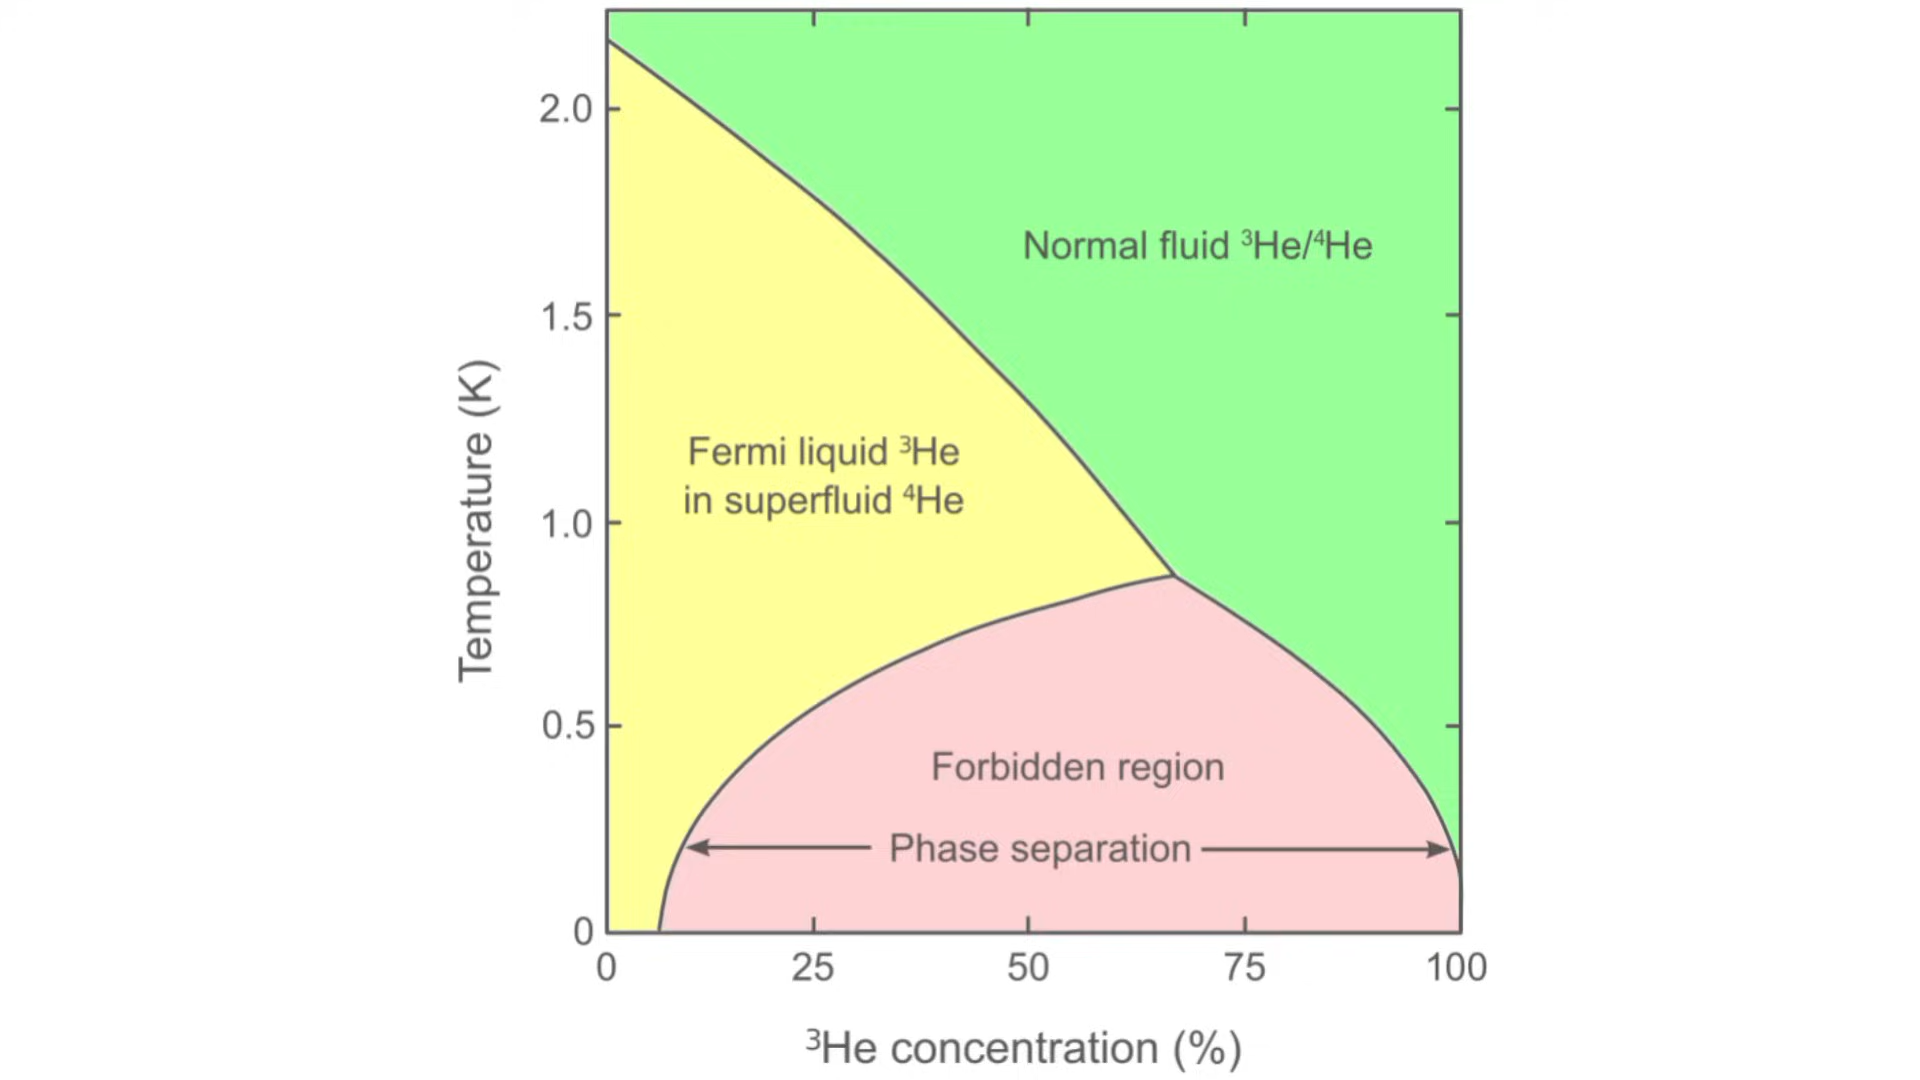 2.0
1.5
1.0
0.5
0
Temperature (K)
Normal fluid ³He/⁴He
Fermi liquid ³He
in superfluid ⁴He
Forbidden region
Phase separation
0 25 50 75 100
³He concentration (%)